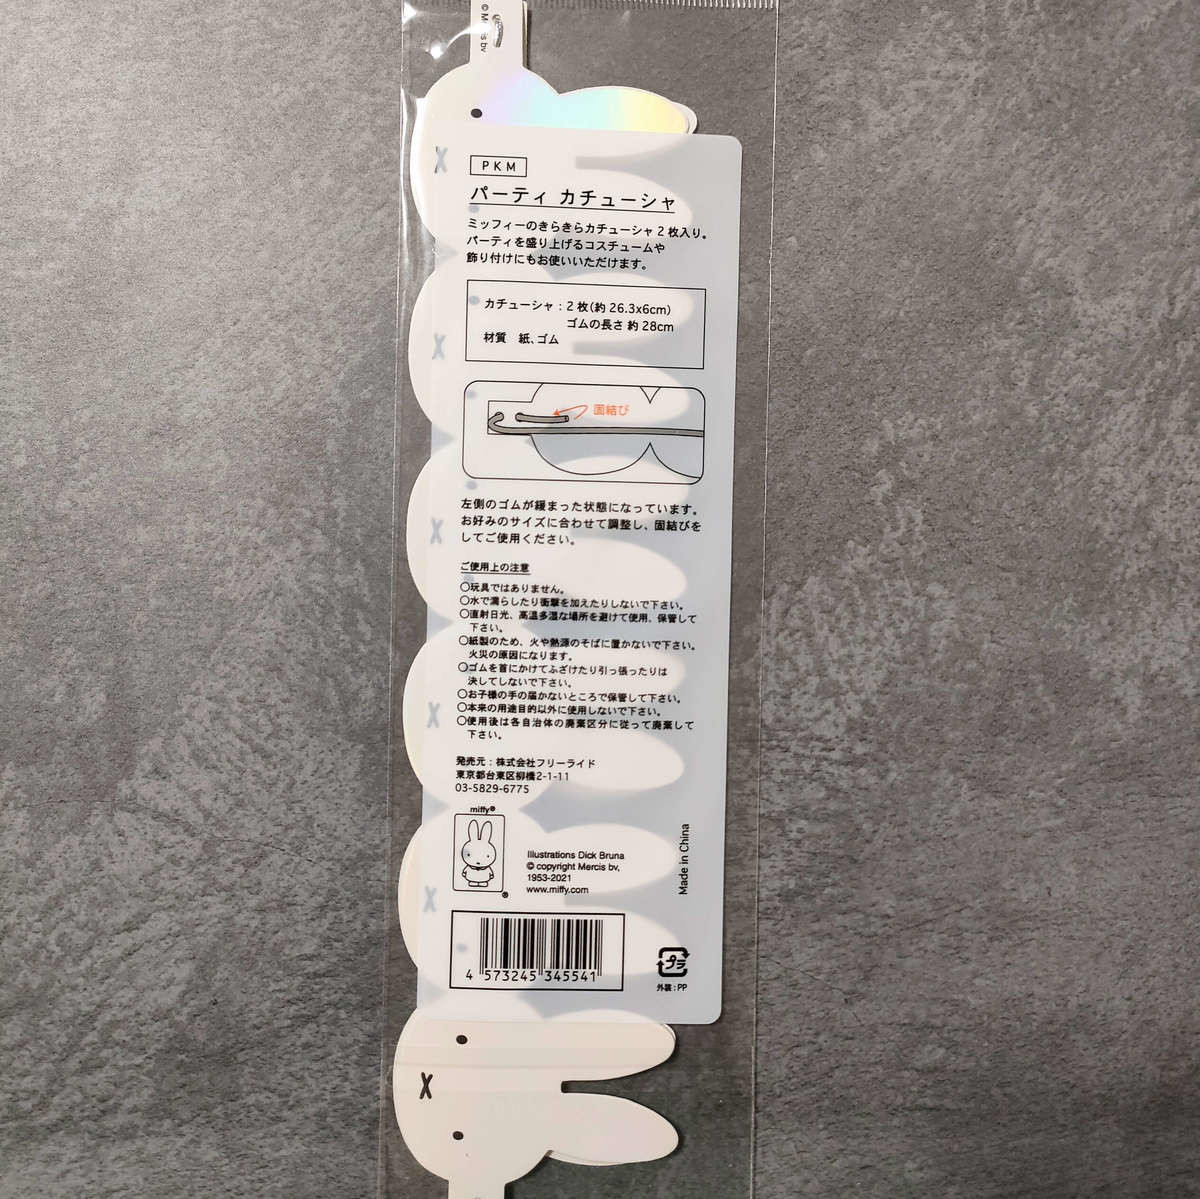 © Mercis bv
PKM
パーティ カチューシャ
ミッフィーのきらきらカチューシャ2枚入り。
パーティを盛り上げるコスチュームや
飾り付けにもお使いいただけます。
カチューシャ：2枚(約26.3x6cm)
ゴムの長さ 約28cm
材質　紙、ゴム
固結び
左側のゴムが緩まった状態になっています。
お好みのサイズに合わせて調整し、固結びを
してご使用ください。
ご使用上の注意
○玩具ではありません。
○水で濡らしたり衝撃を加えたりしないで下さい。
○直射日光、高温多湿な場所を避けて使用、保管して
下さい。
○紙製のため、火や熱源のそばに置かないで下さい。
火災の原因になります。
○ゴムを首にかけてふざけたり引っ張ったりは
決してしないで下さい。
○お子様の手の届かないところで保管して下さい。
○本来の用途目的以外に使用しないで下さい。
○使用後は各自治体の廃棄区分に従って廃棄して
下さい。
発売元：株式会社フリーライド
東京都台東区柳橋2-1-11
03-5829-6775
miffy®
®
Illustrations Dick Bruna
© copyright Mercis bv,
1953-2021
www.miffy.com
Made in China
4 573245 345541
プラ
外装：PP